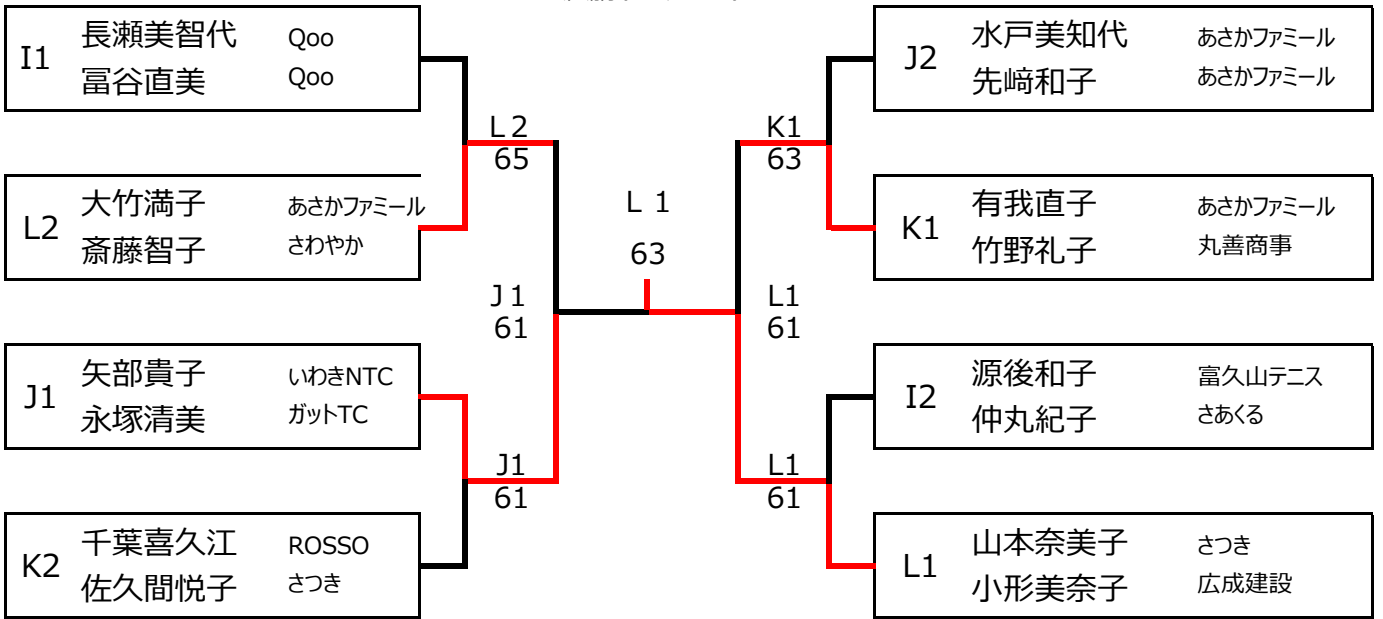 I1 長瀬美智代 Qoo
冨谷直美 Qoo
L2 大竹満子 あさかファミール
斎藤智子 さわやか
J1 矢部貴子 いわきNTC
永塚清美 ガットTC
K2 千葉喜久江 ROSSO
佐久間悦子 さつき
L2
65
J1
61
J1
61
L 1
63
K1
63
L1
61
L1
61
J2 水戸美知代 あさかファミール
先﨑和子 あさかファミール
K1 有我直子 あさかファミール
竹野礼子 丸善商事
I2 源後和子 富久山テニス
仲丸紀子 さあくる
L1 山本奈美子 さつき
小形美奈子 広成建設